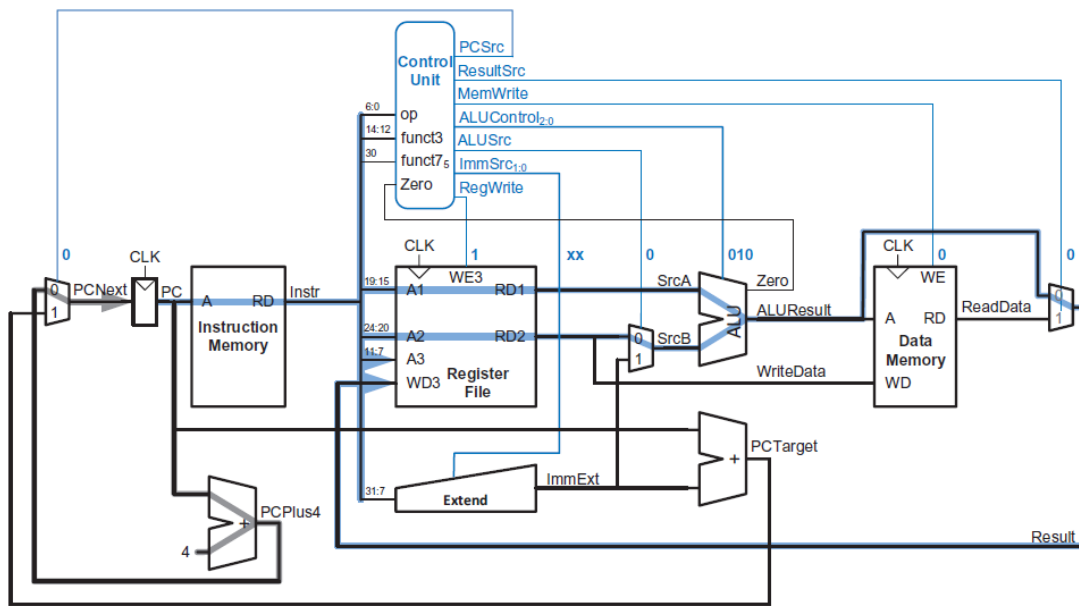 PCSrc
Control
Unit
ResultSrc
MemWrite
6:0
op
ALUControl2:0
14:12
funct3
ALUSrc
30
funct75
ImmSrc1:0
Zero
RegWrite
0
CLK
CLK
1
xx
0
010
CLK
0
0
0
1
PCNext
PC
A
RD
Instr
Instruction
Memory
19:15
A1
WE3
RD1
SrcA
Zero
WE
24:20
A2
RD2
0
1
SrcB
ALU
ALUResult
A
RD
ReadData
0
1
11:7
A3
WD3
Register
File
Data
Memory
WriteData
WD
+
PCTarget
31:7
Extend
ImmExt
+
PCPlus4
4
Result